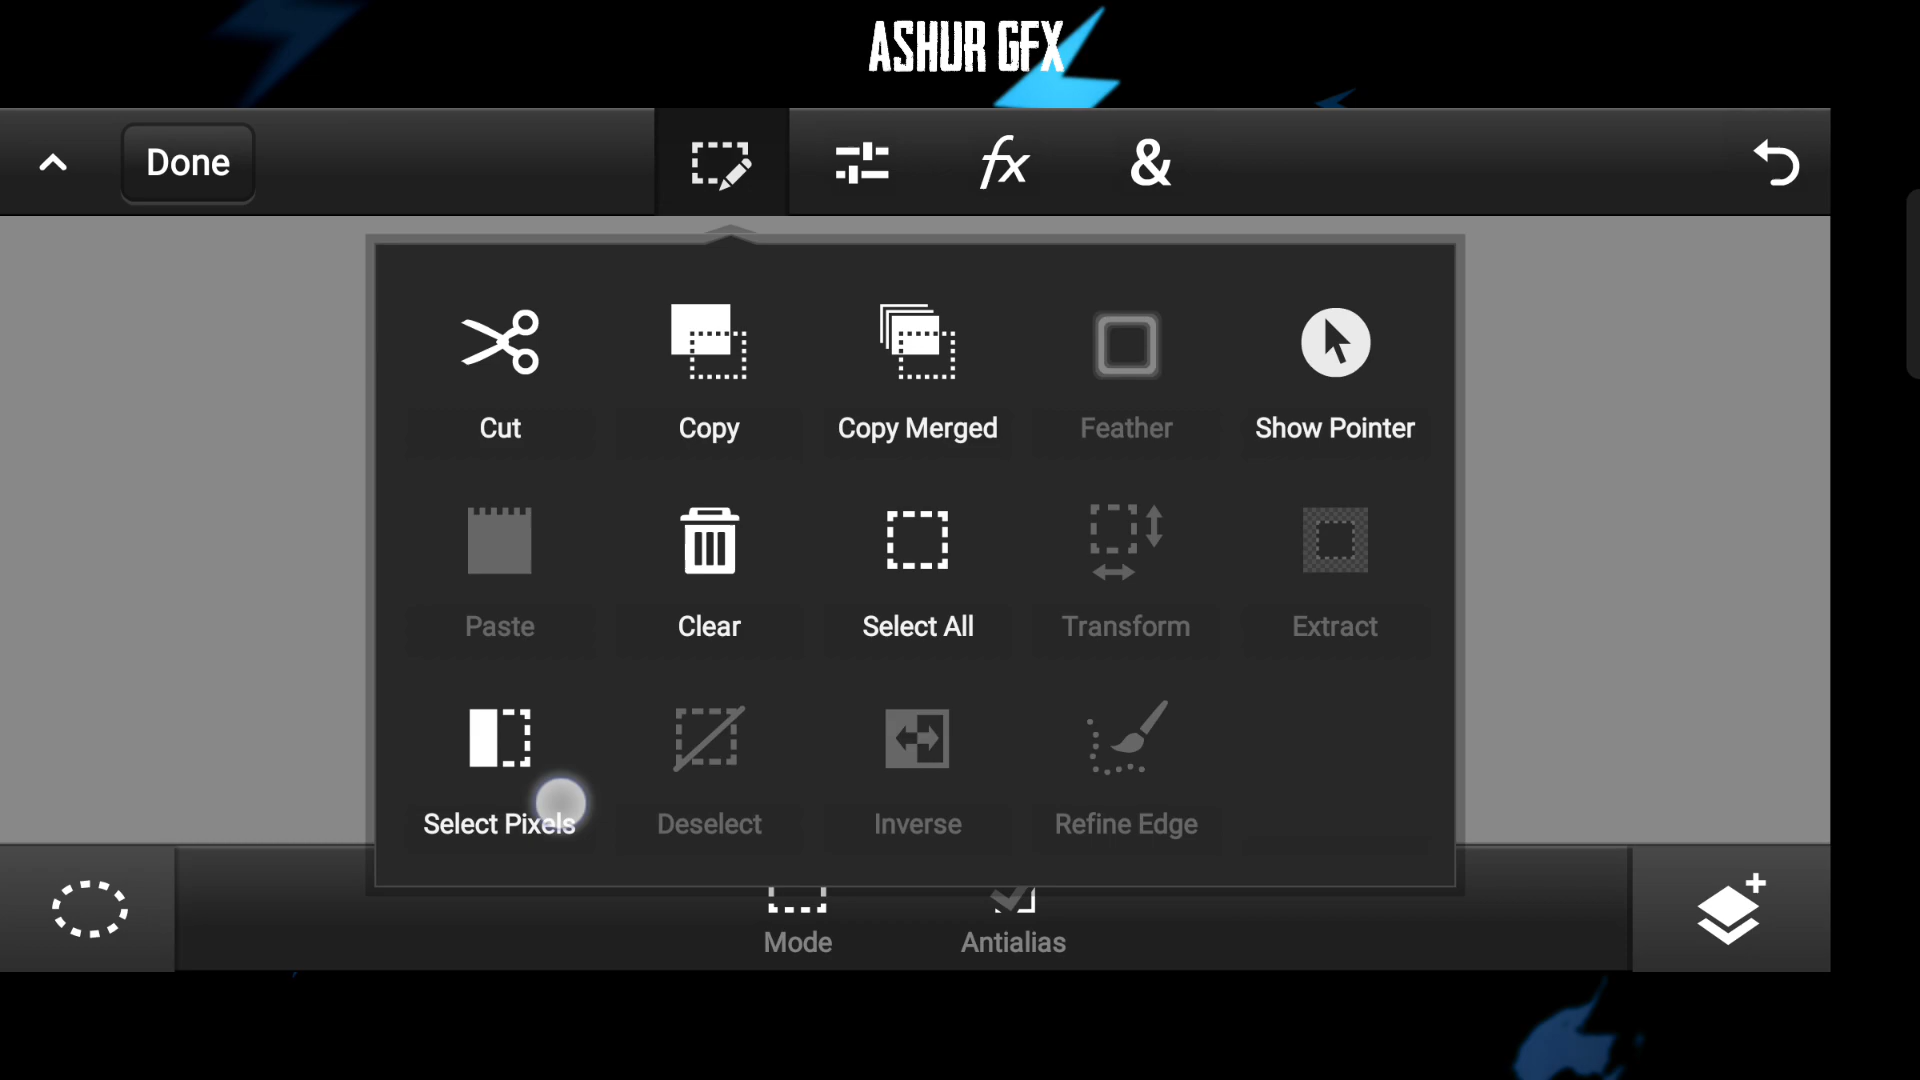 ASHUR GFX
Done
fx
&
Cut
Copy
Copy Merged
Feather
Show Pointer
Paste
Clear
Select All
Transform
Extract
Select Pixels
Deselect
Inverse
Refine Edge
Mode
Antialias